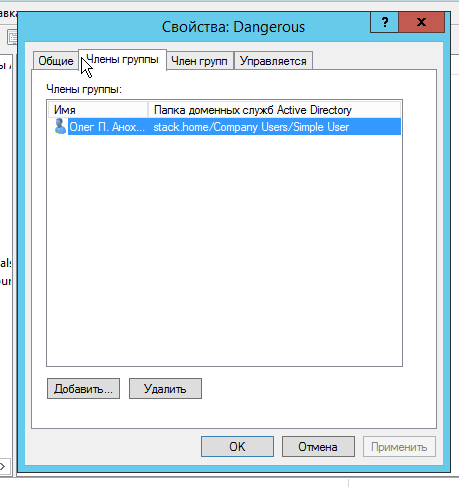 Свойства: Dangerous
?
x
Общие Члены группы Член групп Управляется
Члены группы:
Имя Папка доменных служб Active Directory
Олег П. Анох... stack.home/Company Users/Simple User
Добавить... Удалить
OK Отмена Применить